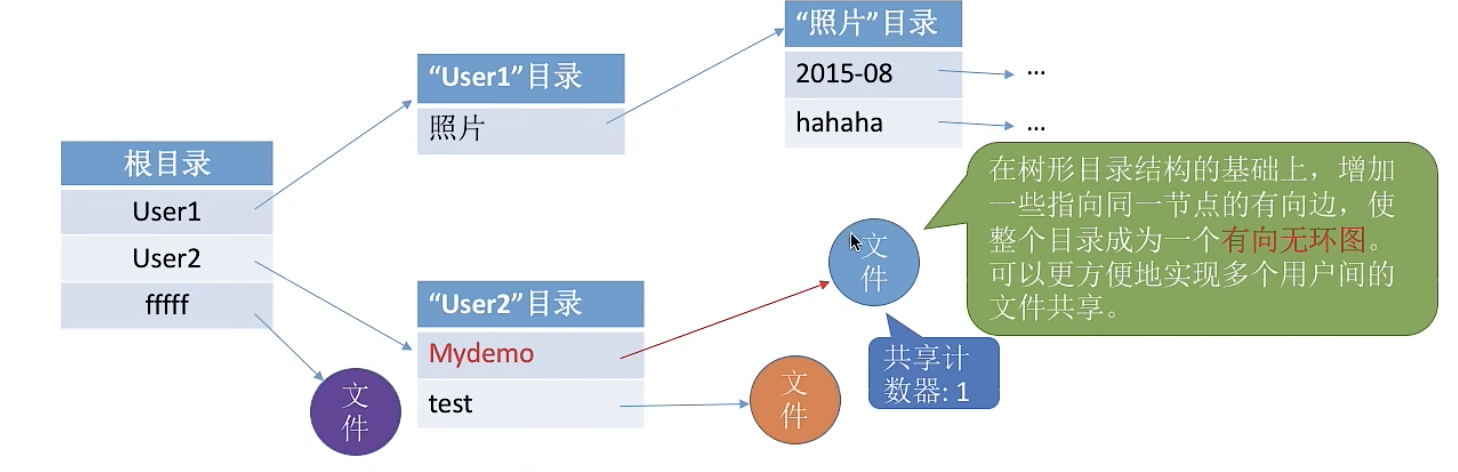 “照片”目录
2015-08
...
hahaha
...
“User1”目录
照片
根目录
User1
User2
fffff
“User2”目录
Mydemo
test
文
件
文
件
文
件
共享计
数器: 1
在树形目录结构的基础上，增加
一些指向同一节点的有向边，使
整个目录成为一个有向无环图。
可以更方便地实现多个用户间的
文件共享。